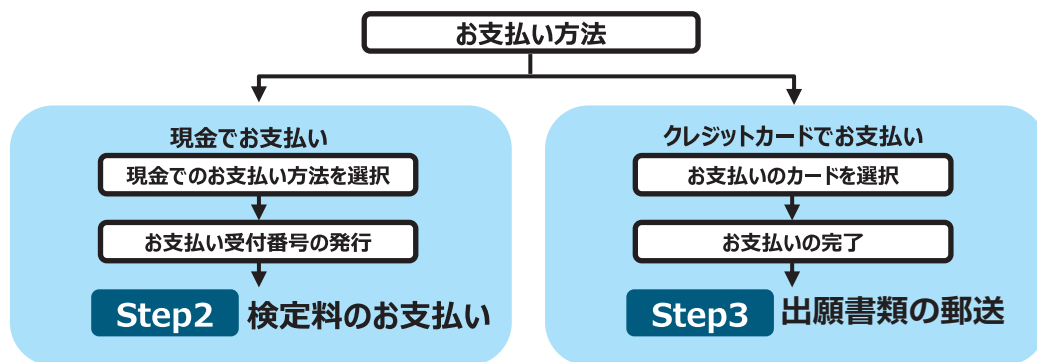 お支払い方法
現金でお支払い
現金でのお支払い方法を選択
お支払い受付番号の発行
Step2 検定料のお支払い
クレジットカードでお支払い
お支払いのカードを選択
お支払いの完了
Step3 出願書類の郵送